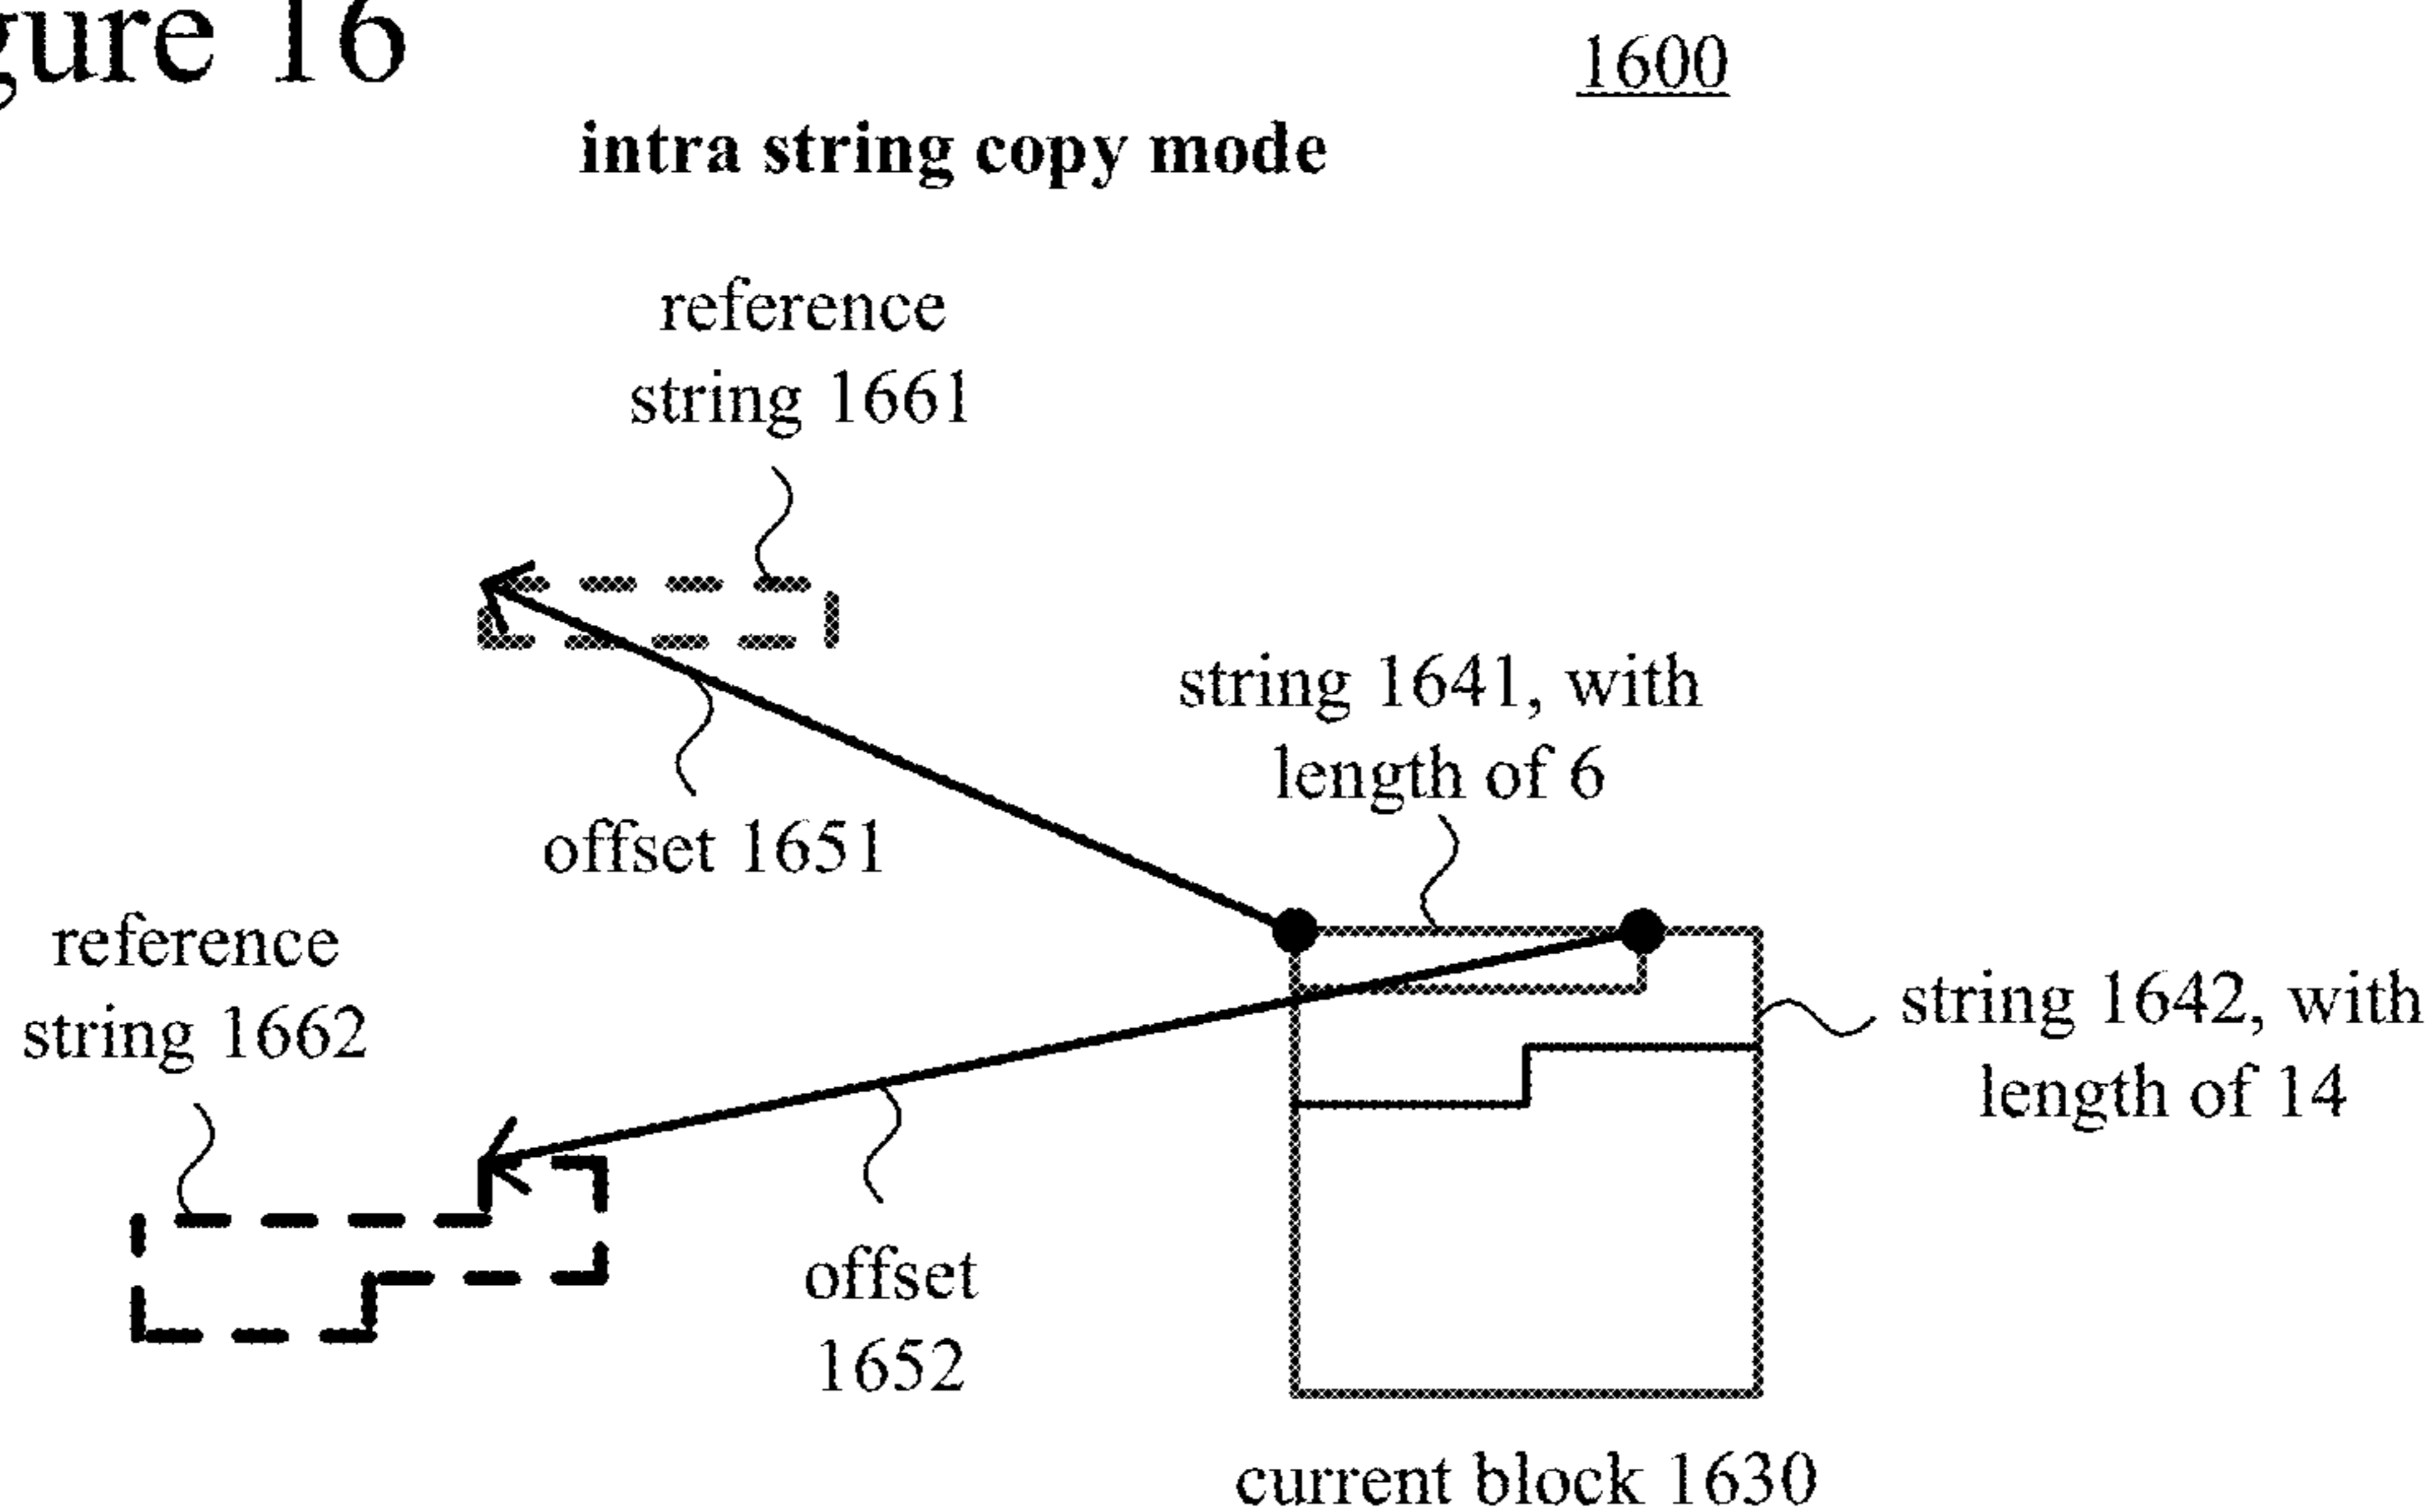 gure 16
1600
intra string copy mode
reference
string 1661
string 1641, with
length of 6
offset 1651
reference
string 1662
string 1642, with
length of 14
offset
1652
current block 1630